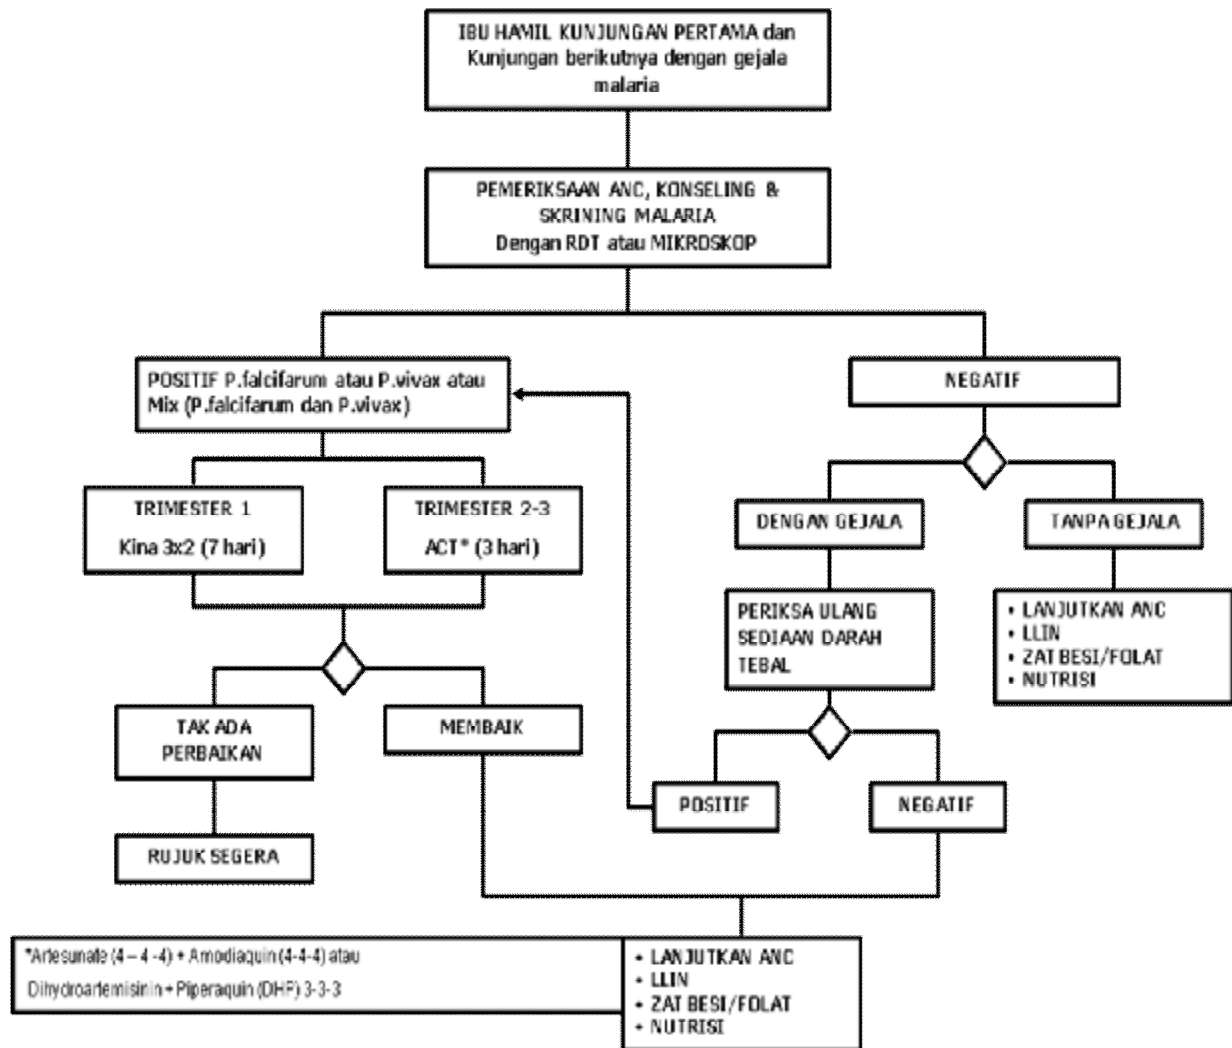 IBU HAMIL KUNJUNGAN PERTAMA dan
Kunjungan berikutnya dengan gejala
malaria
PEMERIKSAAN ANC, KONSELING &
SKRINING MALARIA
Dengan RDT atau MIKROSKOP
POSITIF P.falcifarum atau P.vivax atau
Mix (P.falcifarum dan P.vivax)
NEGATIF
TRIMESTER 1
Kina 3x2 (7 hari)
TRIMESTER 2-3
ACT* (3 hari)
DENGAN GEJALA
TANPA GEJALA
PERIKSA ULANG
SEDIAAN DARAH
TEBAL
• LANJUTKAN ANC
• LLIN
• ZAT BESI/FOLAT
• NUTRISI
TAK ADA
PERBAIKAN
MEMBAIK
POSITIF
NEGATIF
RUJUK SEGERA
*Artesunate (4 – 4 -4) + Amodiaquin (4-4-4) atau
Dihydroartemisinin + Piperaquin (DHP) 3-3-3
• LANJUTKAN ANC
• LLIN
• ZAT BESI/FOLAT
• NUTRISI